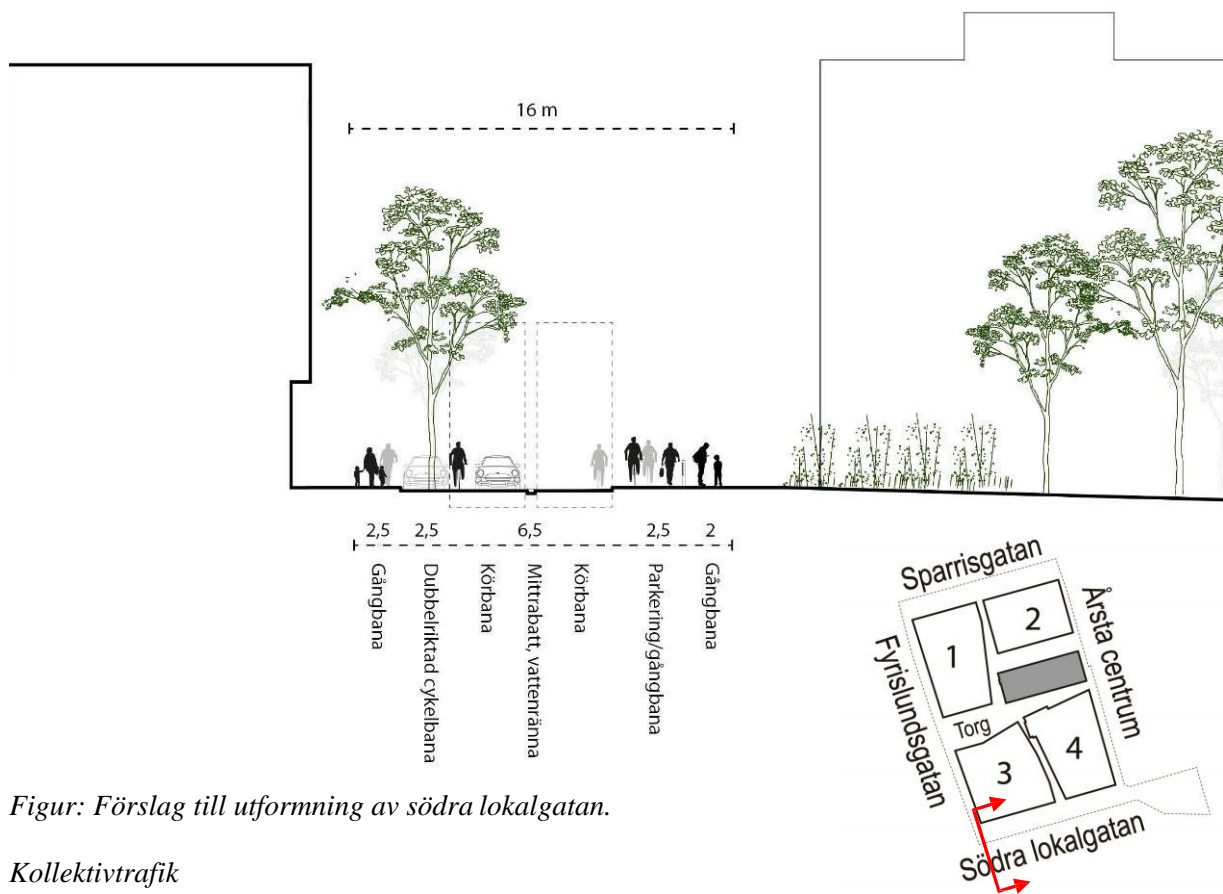 16 m
2,5 2,5 6,5 2,5 2
Gångbana
Dubbelriktad cykelbana
Körbana
Mittrabatt, vattenränna
Körbana
Parkering/gångbana
Gångbana
Sparrisgatan
Årsta centrum
Fyrislundsgatan
1
2
Torg
3
4
Södra lokalgatan
Figur: Förslag till utformning av södra lokalgatan.
Kollektivtrafik